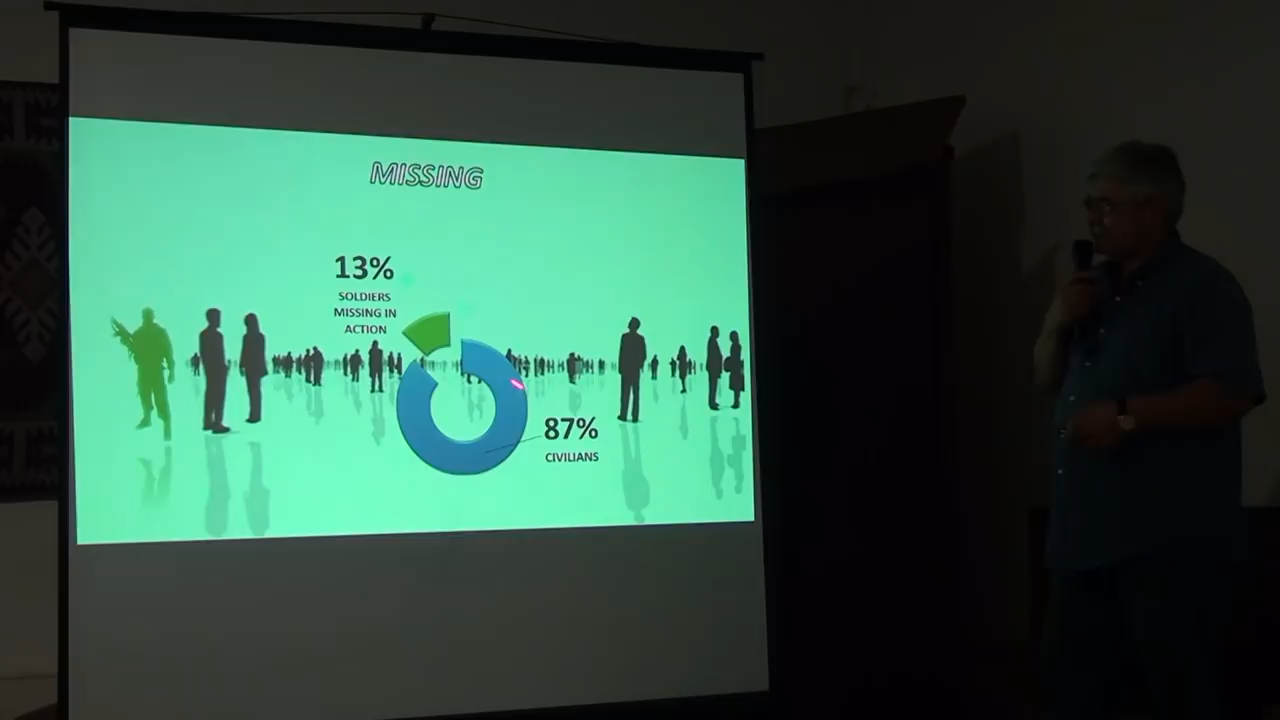 MISSING
13%
SOLDIERS
MISSING IN
ACTION
87%
CIVILIANS